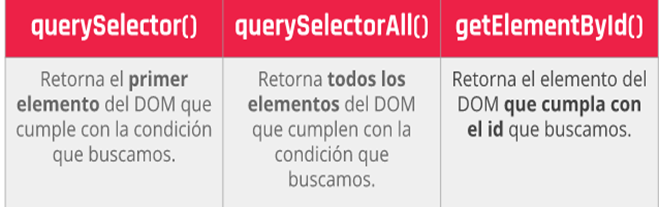 querySelector()
querySelectorAll()
getElementById()
Retorna el primer
elemento del DOM que
cumple con la condición
que buscamos.
Retorna todos los
elementos del DOM
que cumplen con la
condición que
buscamos.
Retorna el elemento del
DOM que cumpla con
el id que buscamos.